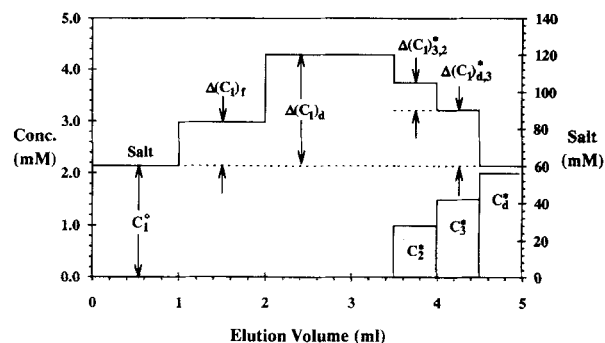 5.0
4.0
3.0
2.0
1.0
0.0
Conc.
(mM)
140
120
100
80
60
40
20
0
Salt
(mM)
Δ(C₁)f
Δ(C₁)d
Δ(C₁)*3,2
Δ(C₁)*d,3
Salt
C₁°
C₂*
C₃*
C*d
0 1 2 3 4 5
Elution Volume (ml)